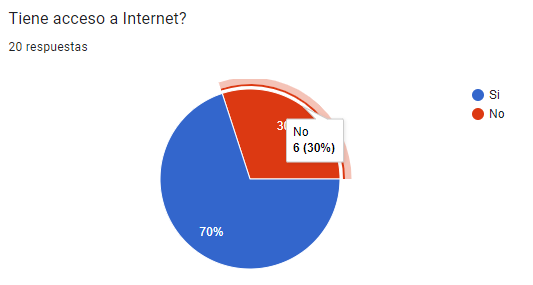 Tiene acceso a Internet?
20 respuestas
Si
No
No
6 (30%)
70%